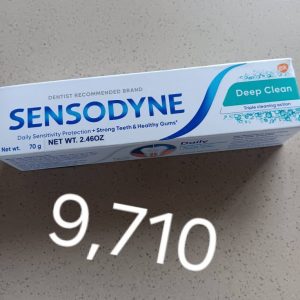 DENTIST RECOMMENDED BRAND
SENSODYNE
Daily Sensitivity Protection + Strong Teeth & Healthy Gums*
Net wt. 70 g NET WT. 2.46OZ
Deep Clean
Triple cleaning action
Daily
9,710